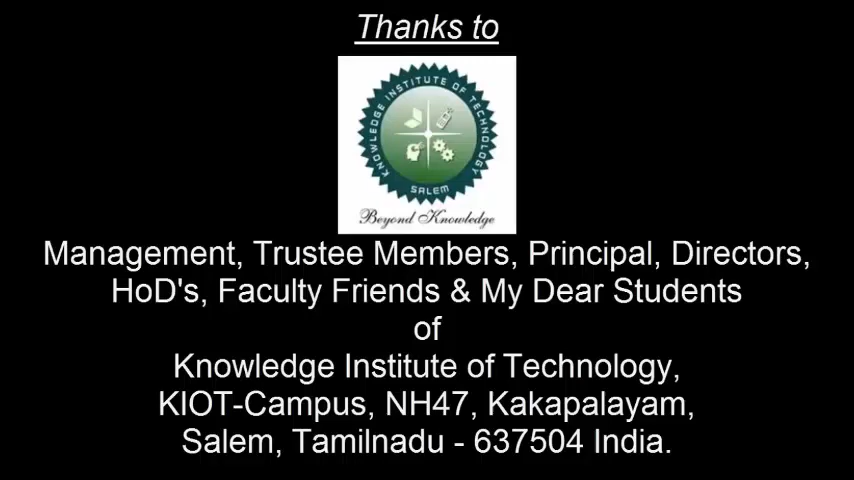 Thanks to
KNOWLEDGE INSTITUTE OF TECHNOLOGY
SALEM
Beyond Knowledge
Management, Trustee Members, Principal, Directors,
HoD's, Faculty Friends & My Dear Students
of
Knowledge Institute of Technology,
KIOT-Campus, NH47, Kakapalayam,
Salem, Tamilnadu - 637504 India.